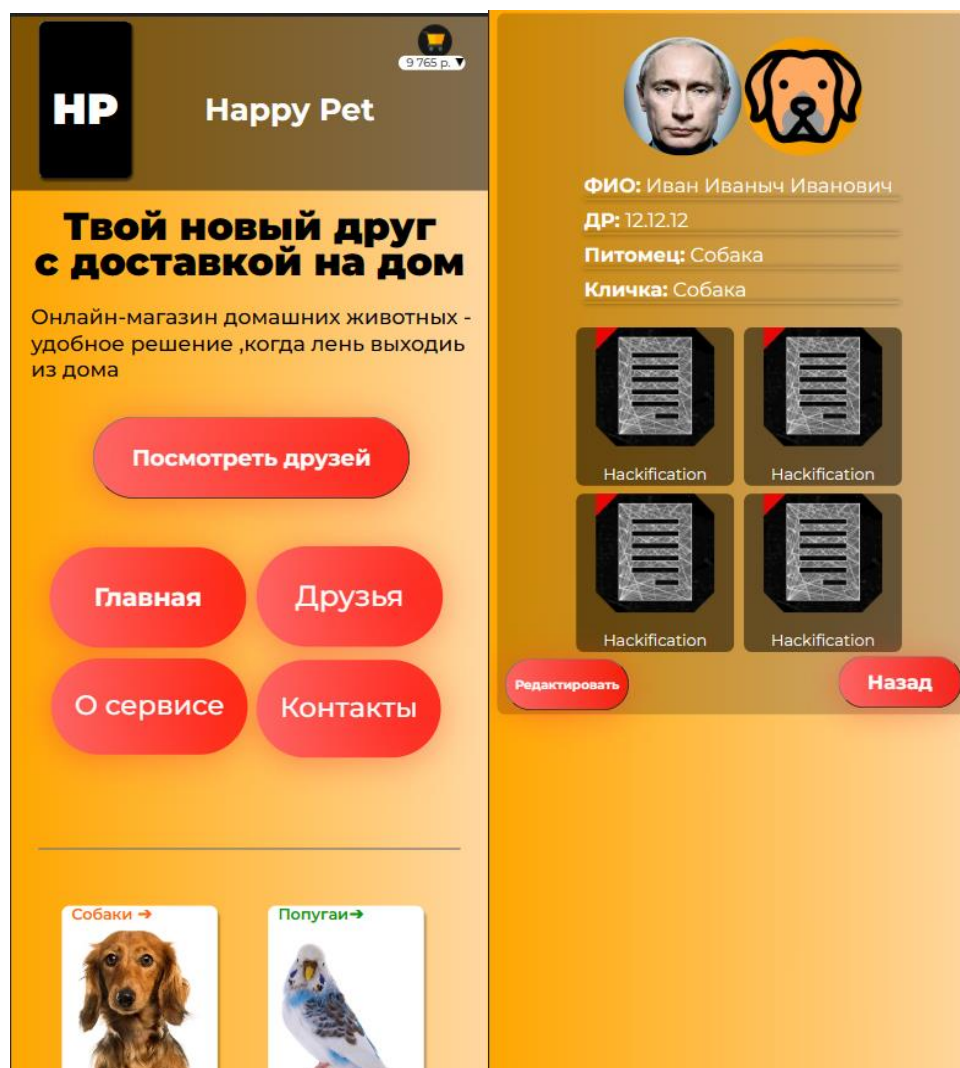 HP
Happy Pet
9 765 р. ▼
Твой новый друг
с доставкой на дом
Онлайн-магазин домашних животных -
удобное решение ,когда лень выходиь
из дома
Посмотреть друзей
Главная
Друзья
О сервисе
Контакты
Собаки ➔
Попугаи➔
ФИО: Иван Иваныч Иванович
ДР: 12.12.12
Питомец: Собака
Кличка: Собака
Hackification
Hackification
Hackification
Hackification
Редактировать
Назад